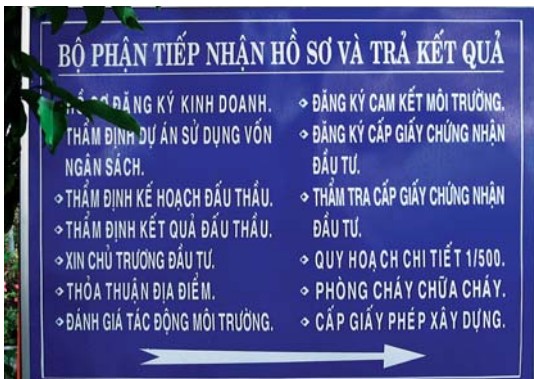 BỘ PHẬN TIẾP NHẬN HỒ SƠ VÀ TRẢ KẾT QUẢ
HỒ SƠ ĐĂNG KÝ KINH DOANH.
THẨM ĐỊNH DỰ ÁN SỬ DỤNG VỐN
NGÂN SÁCH.
THẨM ĐỊNH KẾ HOẠCH ĐẤU THẦU.
THẨM ĐỊNH KẾT QUẢ ĐẤU THẦU.
XIN CHỦ TRƯƠNG ĐẦU TƯ.
THỎA THUẬN ĐỊA ĐIỂM.
ĐÁNH GIÁ TÁC ĐỘNG MÔI TRƯỜNG.
ĐĂNG KÝ CAM KẾT MÔI TRƯỜNG.
ĐĂNG KÝ CẤP GIẤY CHỨNG NHẬN
ĐẦU TƯ.
THẨM TRA CẤP GIẤY CHỨNG NHẬN
ĐẦU TƯ.
QUY HOẠCH CHI TIẾT 1/500.
PHÒNG CHÁY CHỮA CHÁY.
CẤP GIẤY PHÉP XÂY DỰNG.